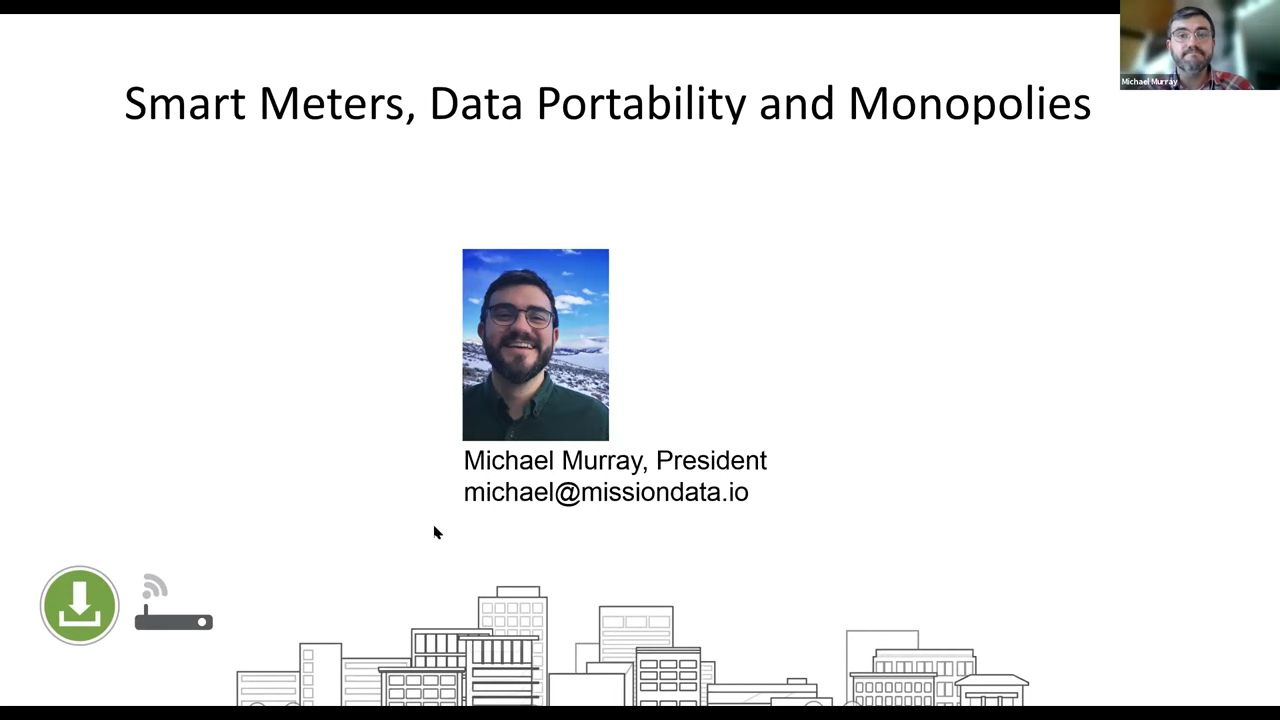 Michael Murray
Smart Meters, Data Portability and Monopolies
Michael Murray, President
michael@missiondata.io